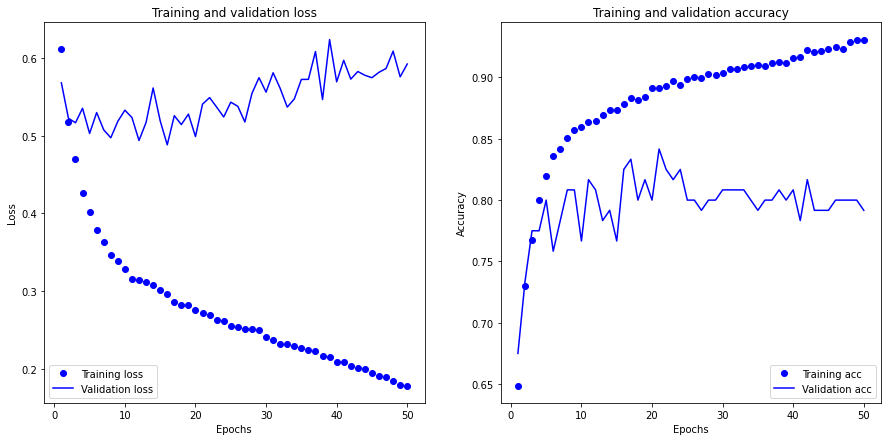 Training and validation loss
0.6
0.5
0.4
0.3
0.2
Loss
Training loss
Validation loss
0 10 20 30 40 50
Epochs
Training and validation accuracy
0.90
0.85
0.80
0.75
0.70
0.65
Accuracy
Training acc
Validation acc
0 10 20 30 40 50
Epochs